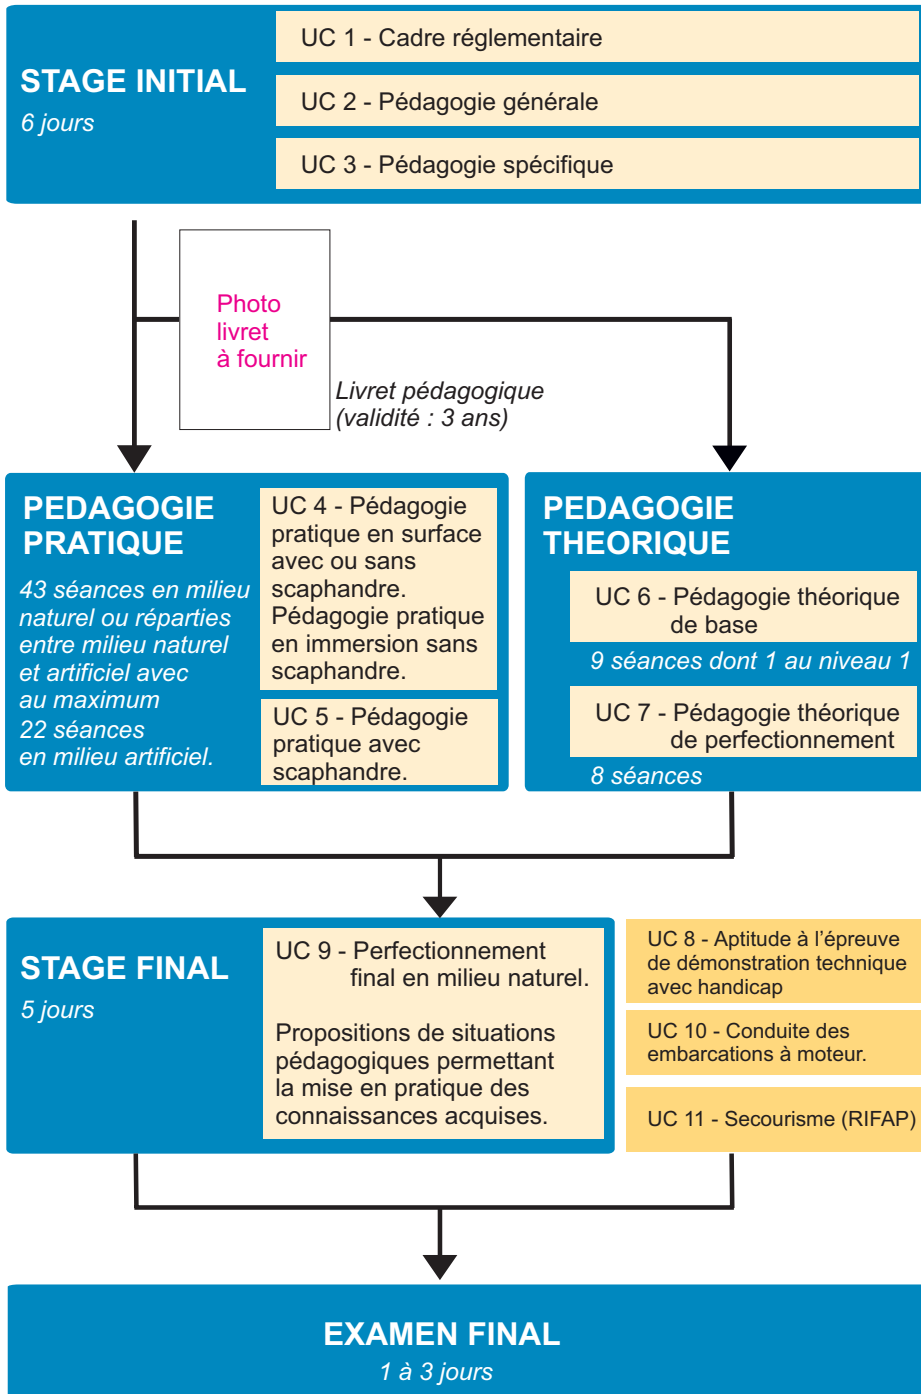 STAGE INITIAL
6 jours
UC 1 - Cadre réglementaire
UC 2 - Pédagogie générale
UC 3 - Pédagogie spécifique
Photo
livret
à fournir
Livret pédagogique
(validité : 3 ans)
PEDAGOGIE
PRATIQUE
43 séances en milieu
naturel ou réparties
entre milieu naturel
et artificiel avec
au maximum
22 séances
en milieu artificiel.
UC 4 - Pédagogie
pratique en surface
avec ou sans
scaphandre.
Pédagogie pratique
en immersion sans
scaphandre.
UC 5 - Pédagogie
pratique avec
scaphandre.
PEDAGOGIE
THEORIQUE
UC 6 - Pédagogie théorique
de base
9 séances dont 1 au niveau 1
UC 7 - Pédagogie théorique
de perfectionnement
8 séances
STAGE FINAL
5 jours
UC 9 - Perfectionnement
final en milieu naturel.
Propositions de situations
pédagogiques permettant
la mise en pratique des
connaissances acquises.
UC 8 - Aptitude à l’épreuve
de démonstration technique
avec handicap
UC 10 - Conduite des
embarcations à moteur.
UC 11 - Secourisme (RIFAP)
EXAMEN FINAL
1 à 3 jours